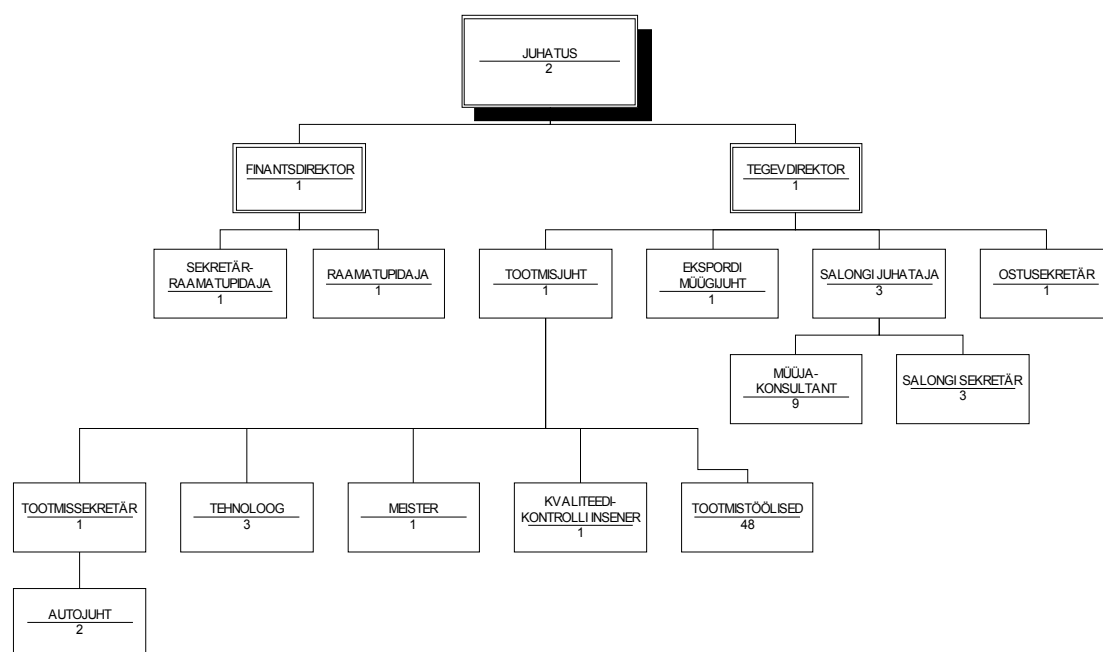 JUHATUS
2
FINANTSDIREKTOR
1
TEGEVDIREKTOR
1
SEKRETÄR-
RAAMATUPIDAJA
1
RAAMATUPIDAJA
1
TOOTMISJUHT
1
EKSPORDI
MÜÜGIJUHT
1
SALONGI JUHATAJA
3
OSTUSEKRETÄR
1
MÜÜJA-
KONSULTANT
9
SALONGI SEKRETÄR
3
TOOTMISSEKRETÄR
1
TEHNOLOOG
3
MEISTER
1
KVALITEEDI-
KONTROLLI INSENER
1
TOOTMISTÖÖLISED
48
AUTOJUHT
2